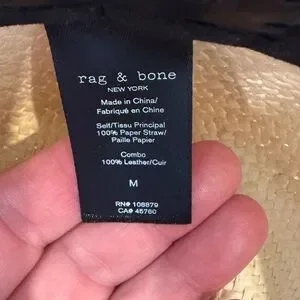 rag & bone
NEW YORK
Made in China/
Fabriqué en Chine
Self/Tissu Principal
100% Paper Straw/
Paille Papier
Combo
100% Leather/Cuir
M
RN# 108879
CA# 45760